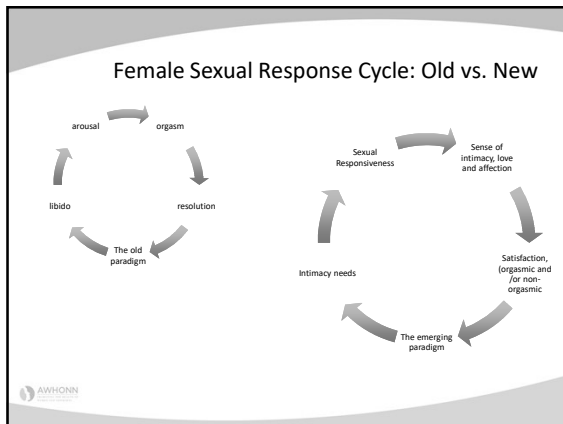 Female Sexual Response Cycle: Old vs. New
arousal
orgasm
libido
resolution
The old
paradigm
Sexual
Responsiveness
Sense of
intimacy, love
and affection
Intimacy needs
Satisfaction,
(orgasmic and
/or non-
orgasmic
The emerging
paradigm
AWHONN